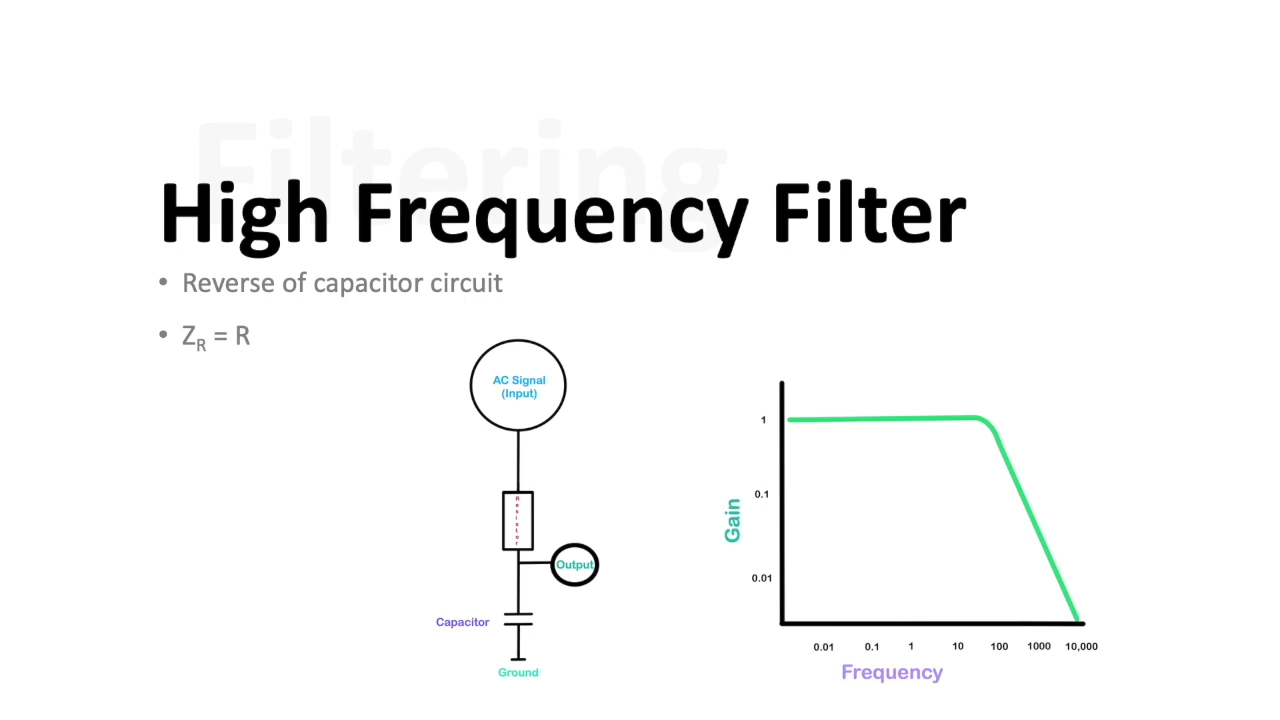 Filtering
High Frequency Filter
• Reverse of capacitor circuit
• Z_R = R
AC Signal
(Input)
Resistor
Output
Capacitor
Ground
Gain
1
0.1
0.01
0.01 0.1 1 10 100 1000 10,000
Frequency